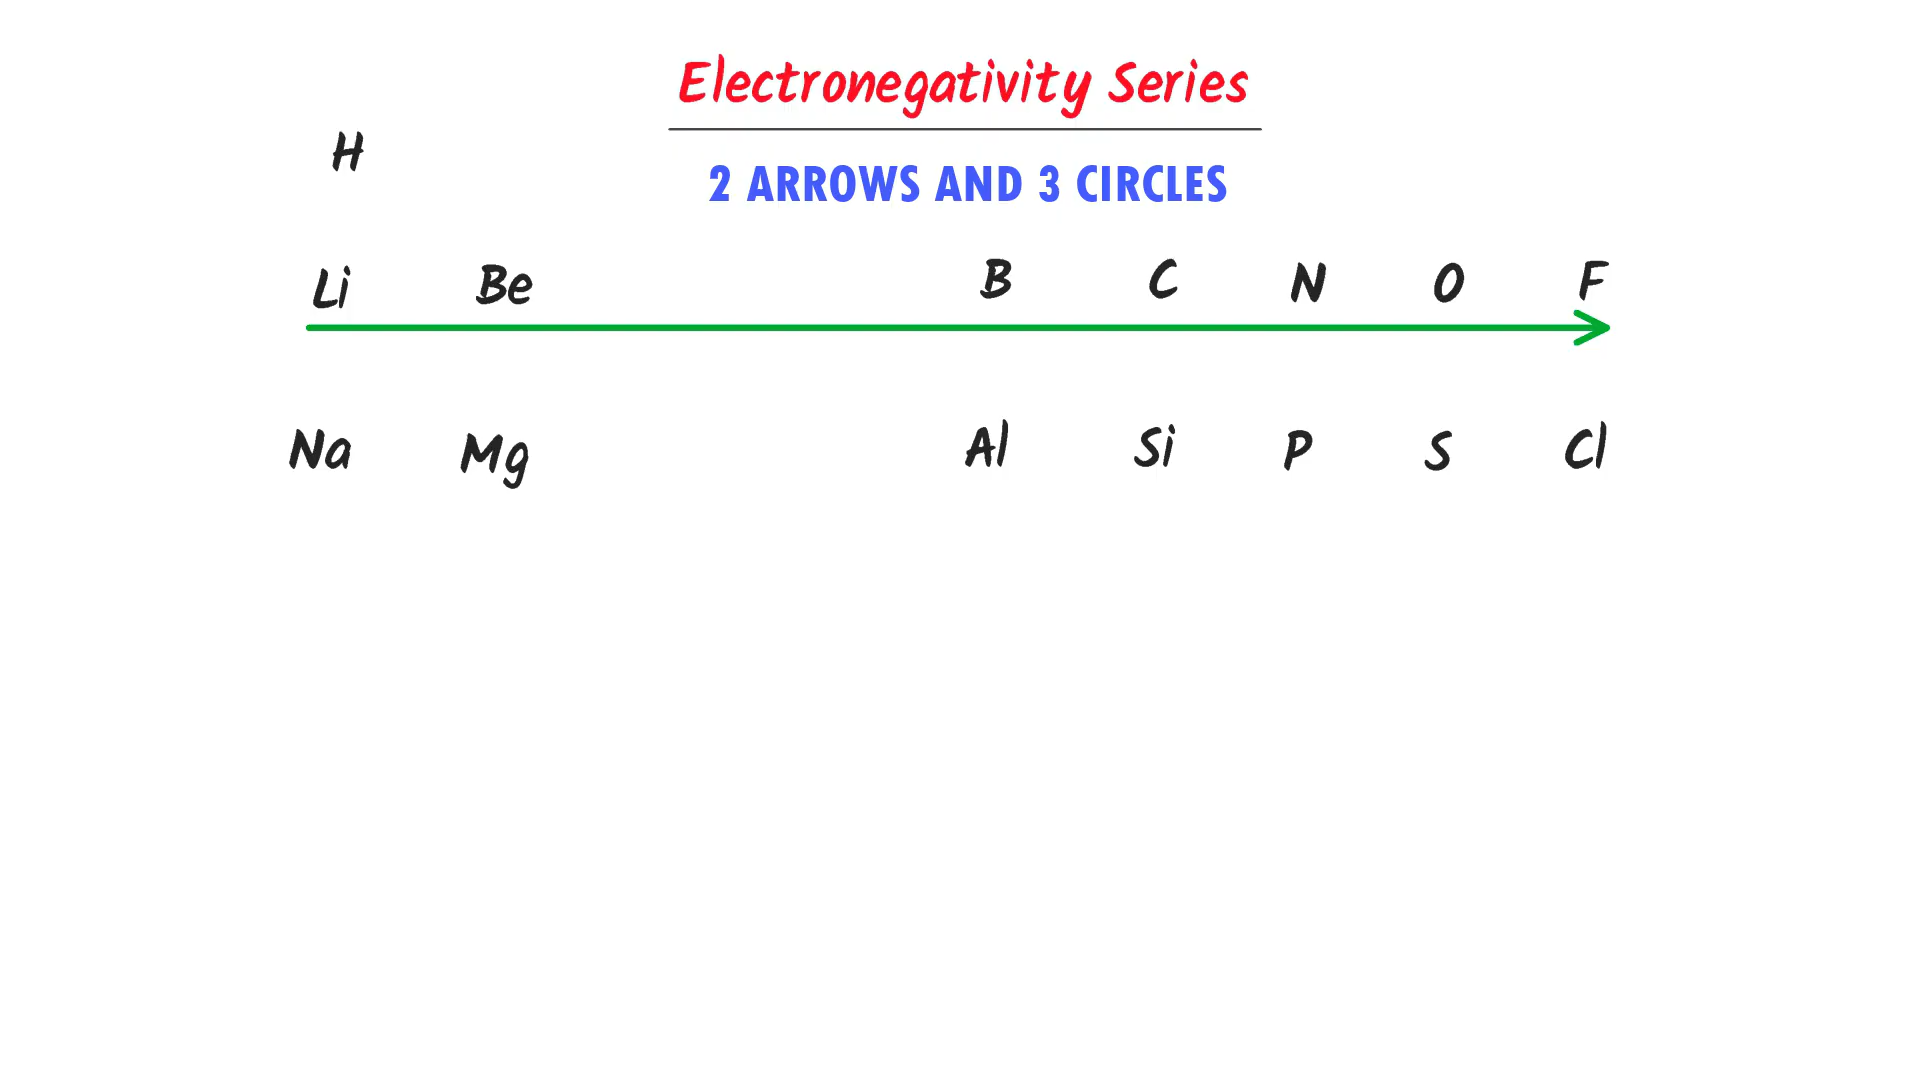 Electronegativity Series
H
2 ARROWS AND 3 CIRCLES
Li Be B C N O F
Na Mg Al Si P S Cl